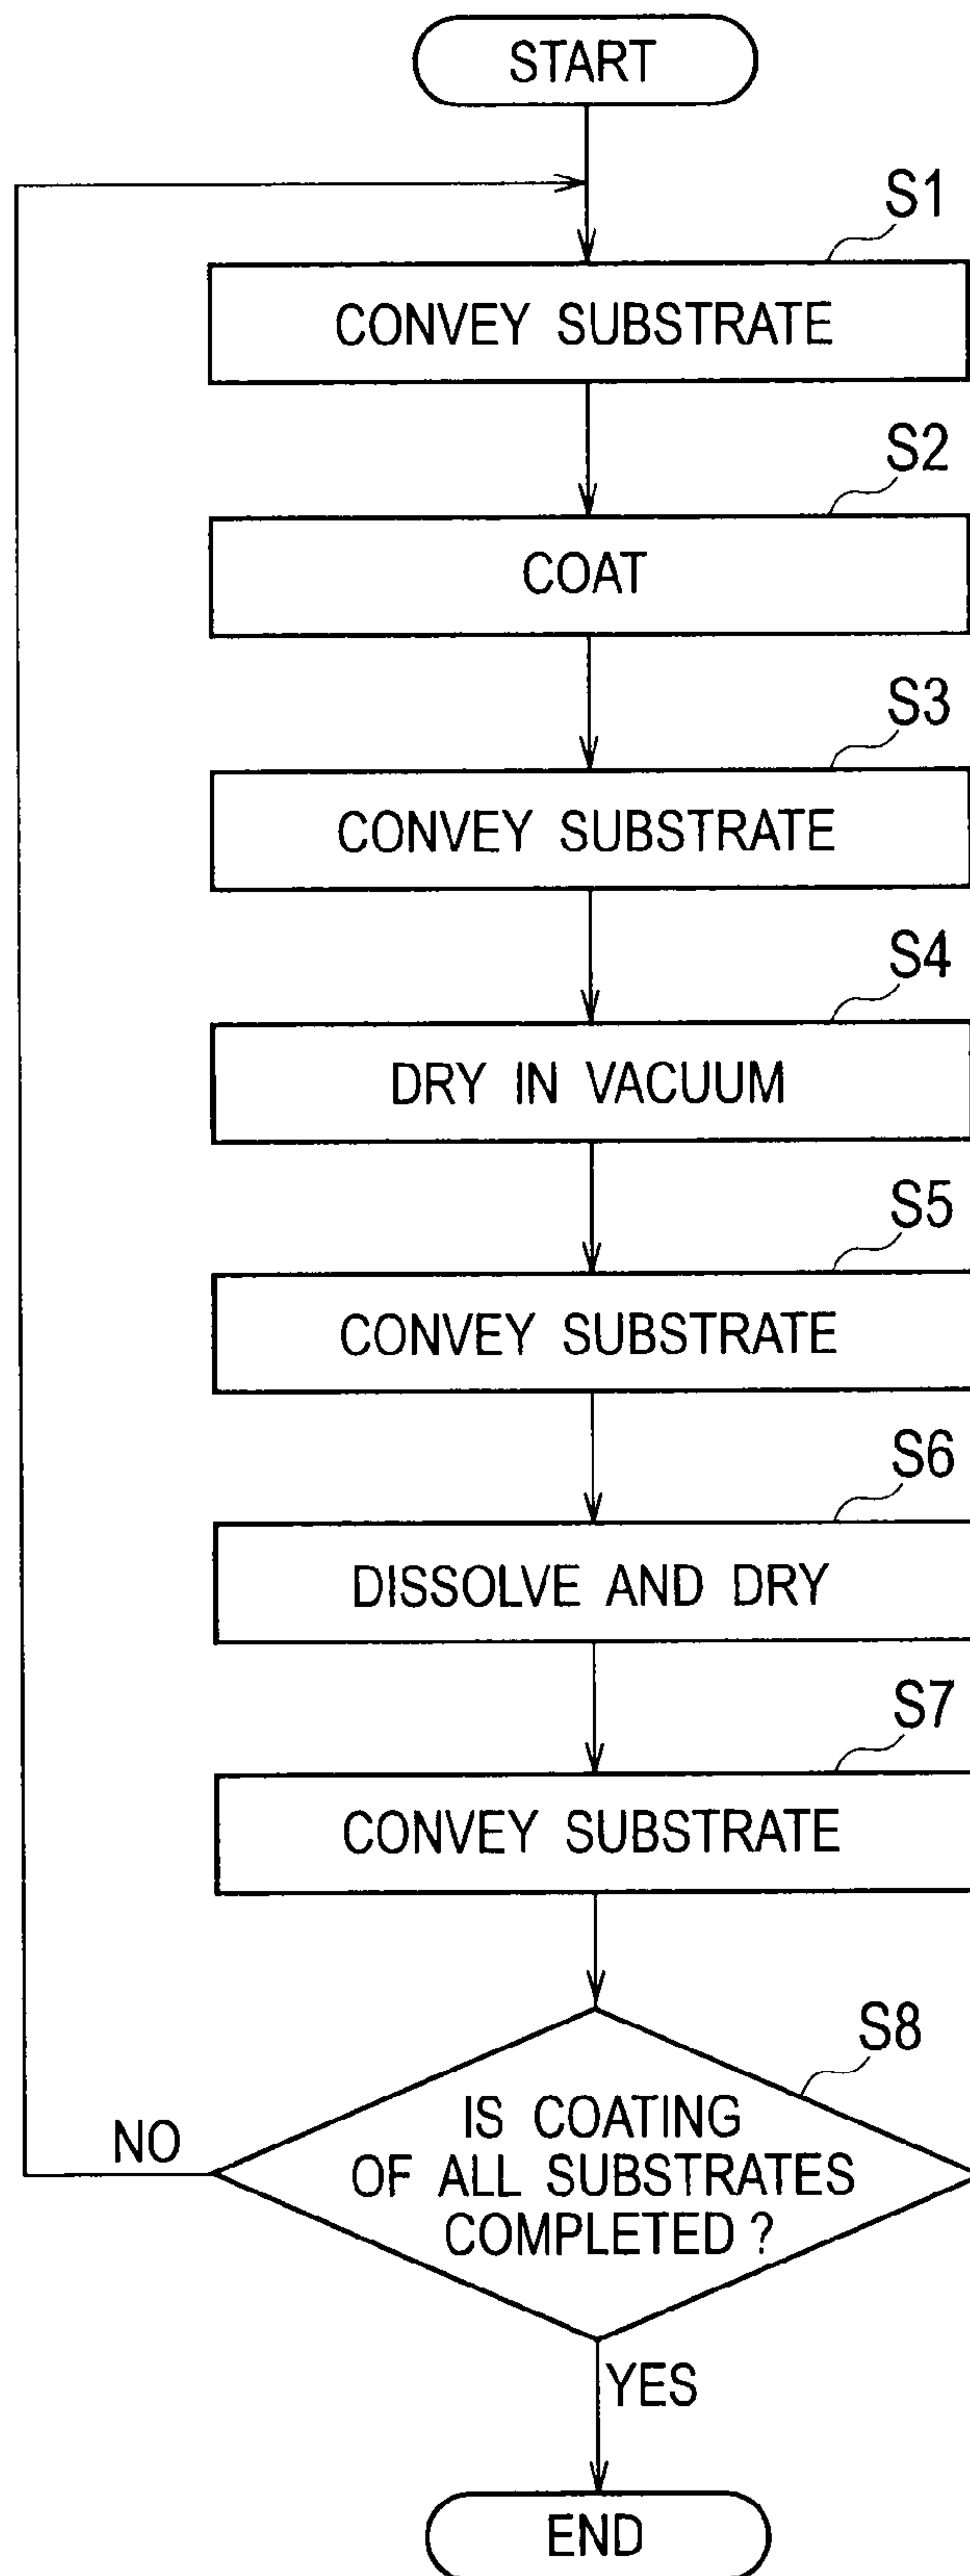 START
S1
CONVEY SUBSTRATE
S2
COAT
S3
CONVEY SUBSTRATE
S4
DRY IN VACUUM
S5
CONVEY SUBSTRATE
S6
DISSOLVE AND DRY
S7
CONVEY SUBSTRATE
S8
IS COATING
OF ALL SUBSTRATES
COMPLETED ?
NO
YES
END